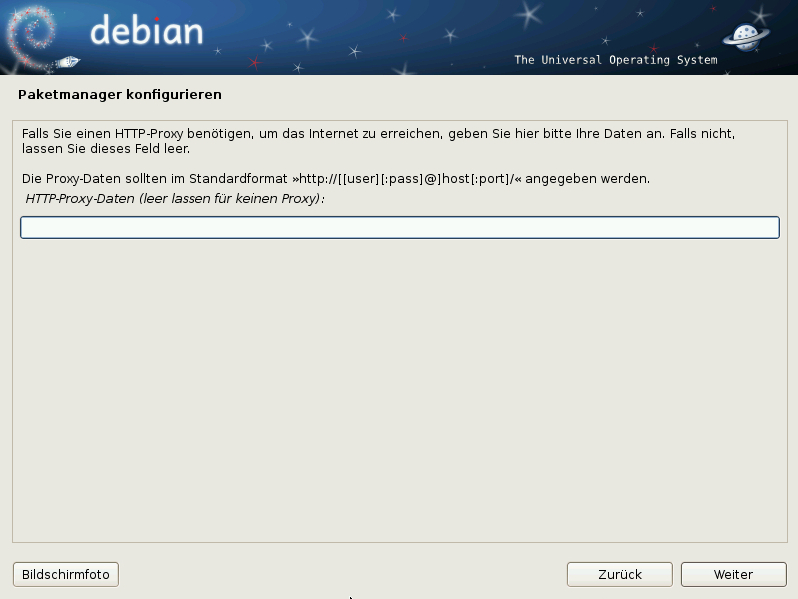 debian
The Universal Operating System
Paketmanager konfigurieren
Falls Sie einen HTTP-Proxy benötigen, um das Internet zu erreichen, geben Sie hier bitte Ihre Daten an. Falls nicht,
lassen Sie dieses Feld leer.
Die Proxy-Daten sollten im Standardformat »http://[[user][:pass]@]host[:port]/« angegeben werden.
HTTP-Proxy-Daten (leer lassen für keinen Proxy):
Bildschirmfoto
Zurück
Weiter